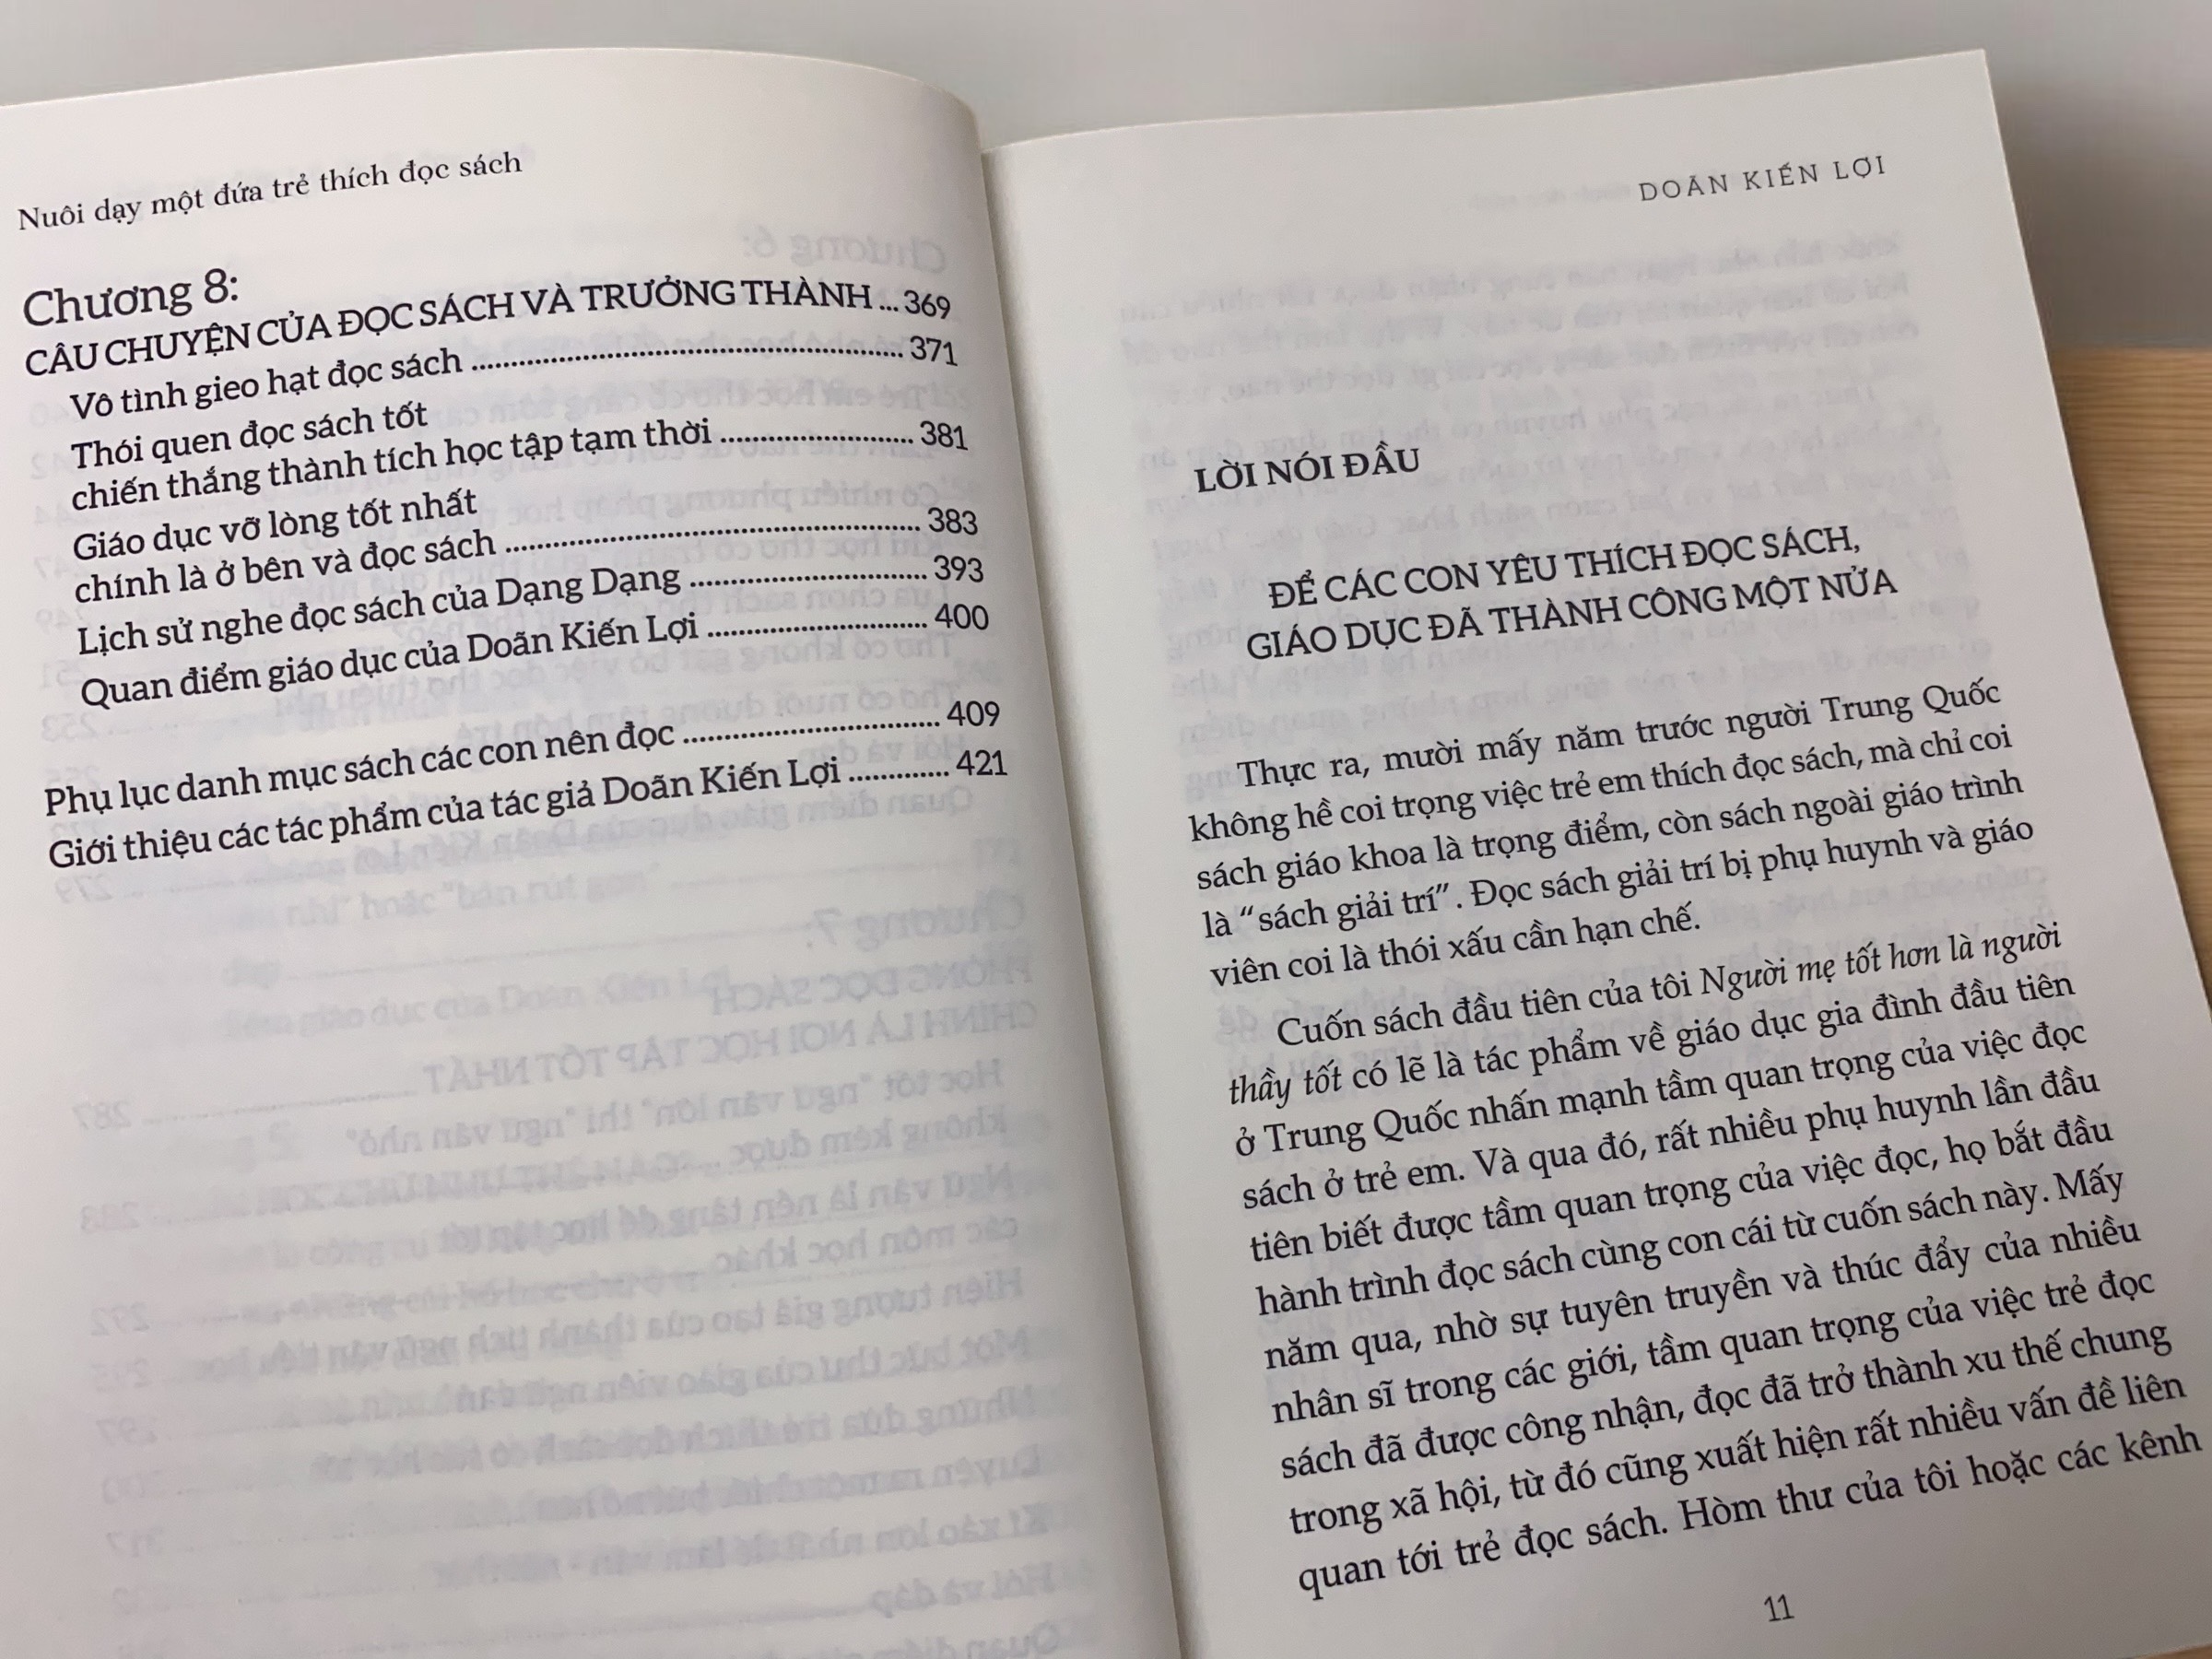 Nuôi dạy một đứa trẻ thích đọc sách
Chương 8:
CÂU CHUYỆN CỦA ĐỌC SÁCH VÀ TRƯỞNG THÀNH ... 369
Vô tình gieo hạt đọc sách ........................................................ 371
Thói quen đọc sách tốt
chiến thắng thành tích học tập tạm thời ......................... 381
Giáo dục vỡ lòng tốt nhất
chính là ở bên và đọc sách ...................................................... 383
Lịch sử nghe đọc sách của Dạng Dạng ............................... 393
Quan điểm giáo dục của Doãn Kiến Lợi ............................. 400
Phụ lục danh mục sách các con nên đọc ................................. 409
Giới thiệu các tác phẩm của tác giả Doãn Kiến Lợi ............. 421
DOÃN KIẾN LỢI
LỜI NÓI ĐẦU
ĐỂ CÁC CON YÊU THÍCH ĐỌC SÁCH,
GIÁO DỤC ĐÃ THÀNH CÔNG MỘT NỬA
Thực ra, mười mấy năm trước người Trung Quốc
không hề coi trọng việc trẻ em thích đọc sách, mà chỉ coi
sách giáo khoa là trọng điểm, còn sách ngoài giáo trình
là “sách giải trí”. Đọc sách giải trí bị phụ huynh và giáo
viên coi là thói xấu cần hạn chế.
Cuốn sách đầu tiên của tôi Người mẹ tốt hơn là người
thầy tốt có lẽ là tác phẩm về giáo dục gia đình đầu tiên
ở Trung Quốc nhấn mạnh tầm quan trọng của việc đọc
sách ở trẻ em. Và qua đó, rất nhiều phụ huynh lần đầu
tiên biết được tầm quan trọng của việc đọc, họ bắt đầu
hành trình đọc sách cùng con cái từ cuốn sách này. Mấy
năm qua, nhờ sự tuyên truyền và thúc đẩy của nhiều
nhân sĩ trong các giới, tầm quan trọng của việc trẻ đọc
sách đã được công nhận, đọc đã trở thành xu thế chung
trong xã hội, từ đó cũng xuất hiện rất nhiều vấn đề liên
quan tới trẻ đọc sách. Hòm thư của tôi hoặc các kênh
11